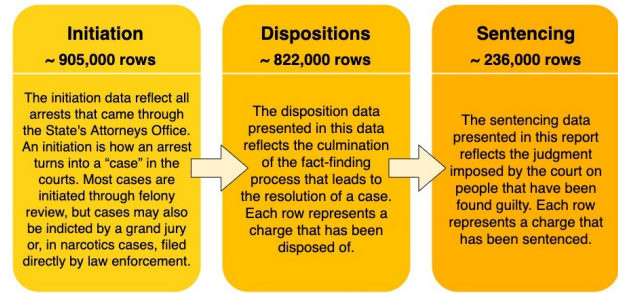 Initiation
~ 905,000 rows
The initiation data reflect all
arrests that came through
the State's Attorneys Office.
An initiation is how an arrest
turns into a “case” in the
courts. Most cases are
initiated through felony
review, but cases may also
be indicted by a grand jury
or, in narcotics cases, filed
directly by law enforcement.
Dispositions
~ 822,000 rows
The disposition data
presented in this data
reflects the culmination
of the fact-finding
process that leads to
the resolution of a case.
Each row represents a
charge that has been
disposed of.
Sentencing
~ 236,000 rows
The sentencing data
presented in this report
reflects the judgment
imposed by the court on
people that have been
found guilty. Each row
represents a charge that
has been sentenced.